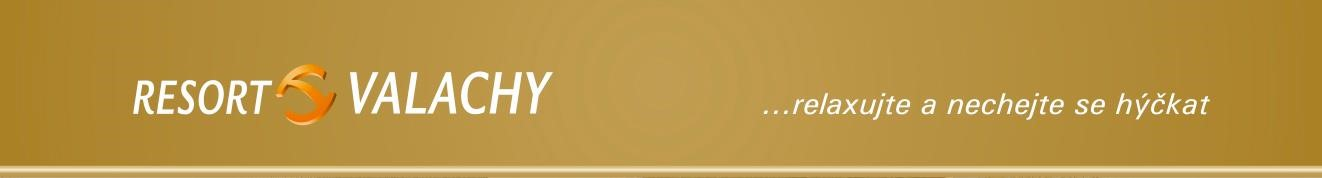 RESORT VALACHY
...relaxujte a nechejte se hýčkat